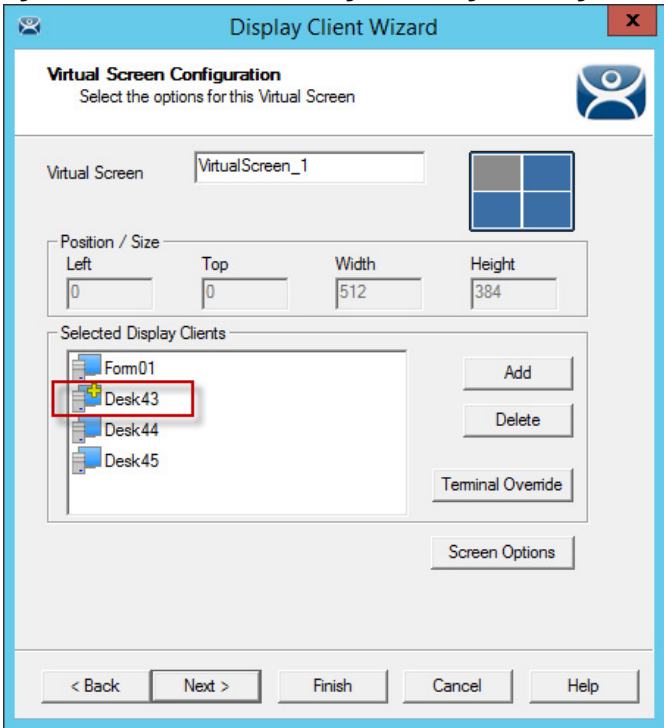 Display Client Wizard
x
Virtual Screen Configuration
Select the options for this Virtual Screen
Virtual Screen
VirtualScreen_1
Position / Size
Left Top Width Height
0 0 512 384
Selected Display Clients
Form01
Desk43
Desk44
Desk45
Add
Delete
Terminal Override
Screen Options
< Back Next > Finish Cancel Help